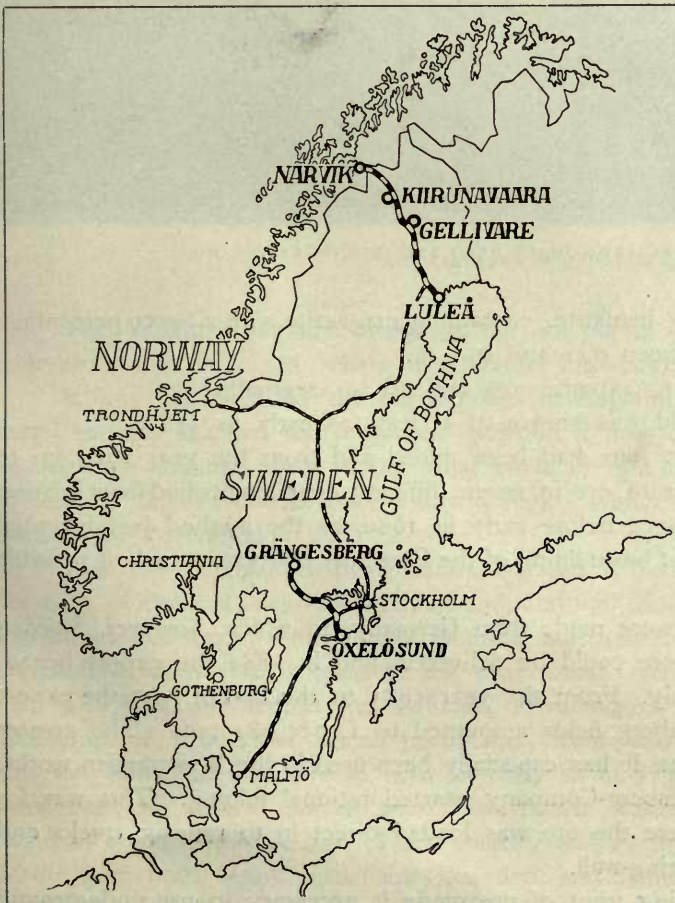 NARVIK
KIIRUNAVAARA
GELLIVARE
LULEÅ
NORWAY
TRONDHJEM
GULF OF BOTHNIA
SWEDEN
GRÄNGESBERG
CHRISTIANIA
STOCKHOLM
OXELÖSUND
GOTHENBURG
MALMÖ